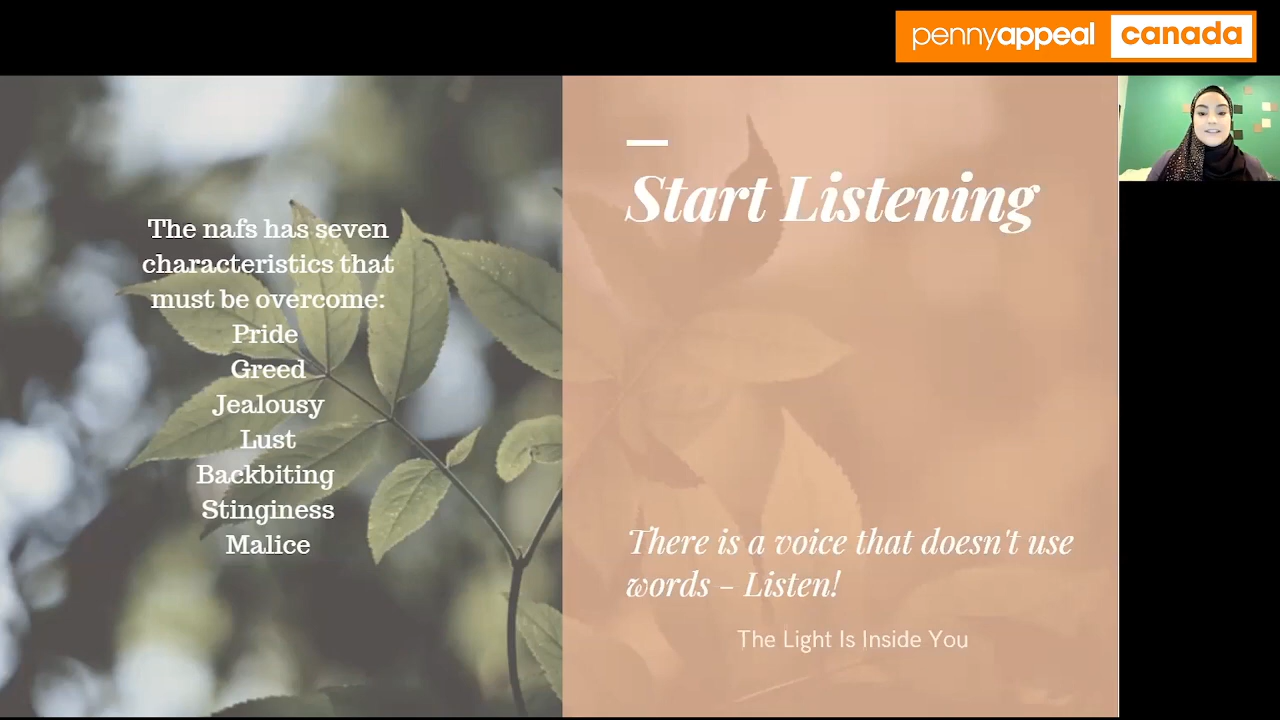 pennyappeal canada
The nafs has seven
characteristics that
must be overcome:
Pride
Greed
Jealousy
Lust
Backbiting
Stinginess
Malice
Start Listening
There is a voice that doesn't use
words – Listen!
The Light Is Inside You